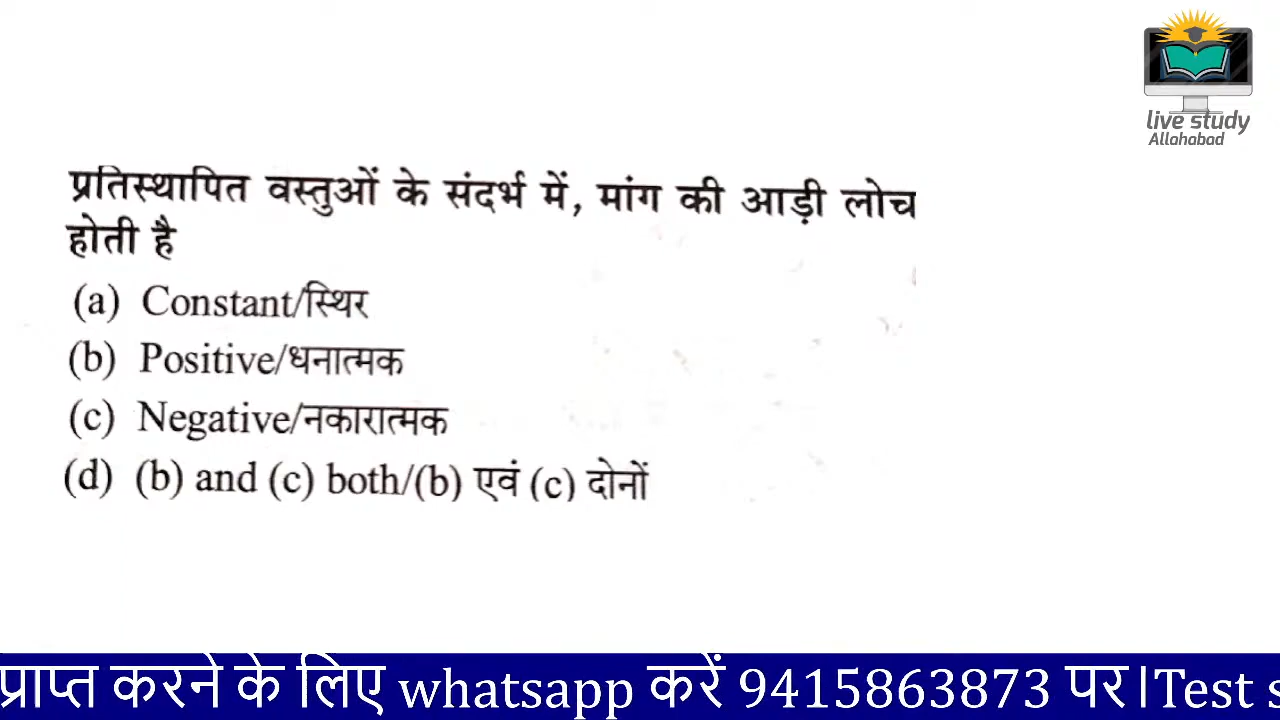 live study
Allahabad
प्रतिस्थापित वस्तुओं के संदर्भ में, मांग की आड़ी लोच
होती है
(a) Constant/स्थिर
(b) Positive/धनात्मक
(c) Negative/नकारात्मक
(d) (b) and (c) both/(b) एवं (c) दोनों
प्राप्त करने के लिए whatsapp करें 9415863873 पर।Test s